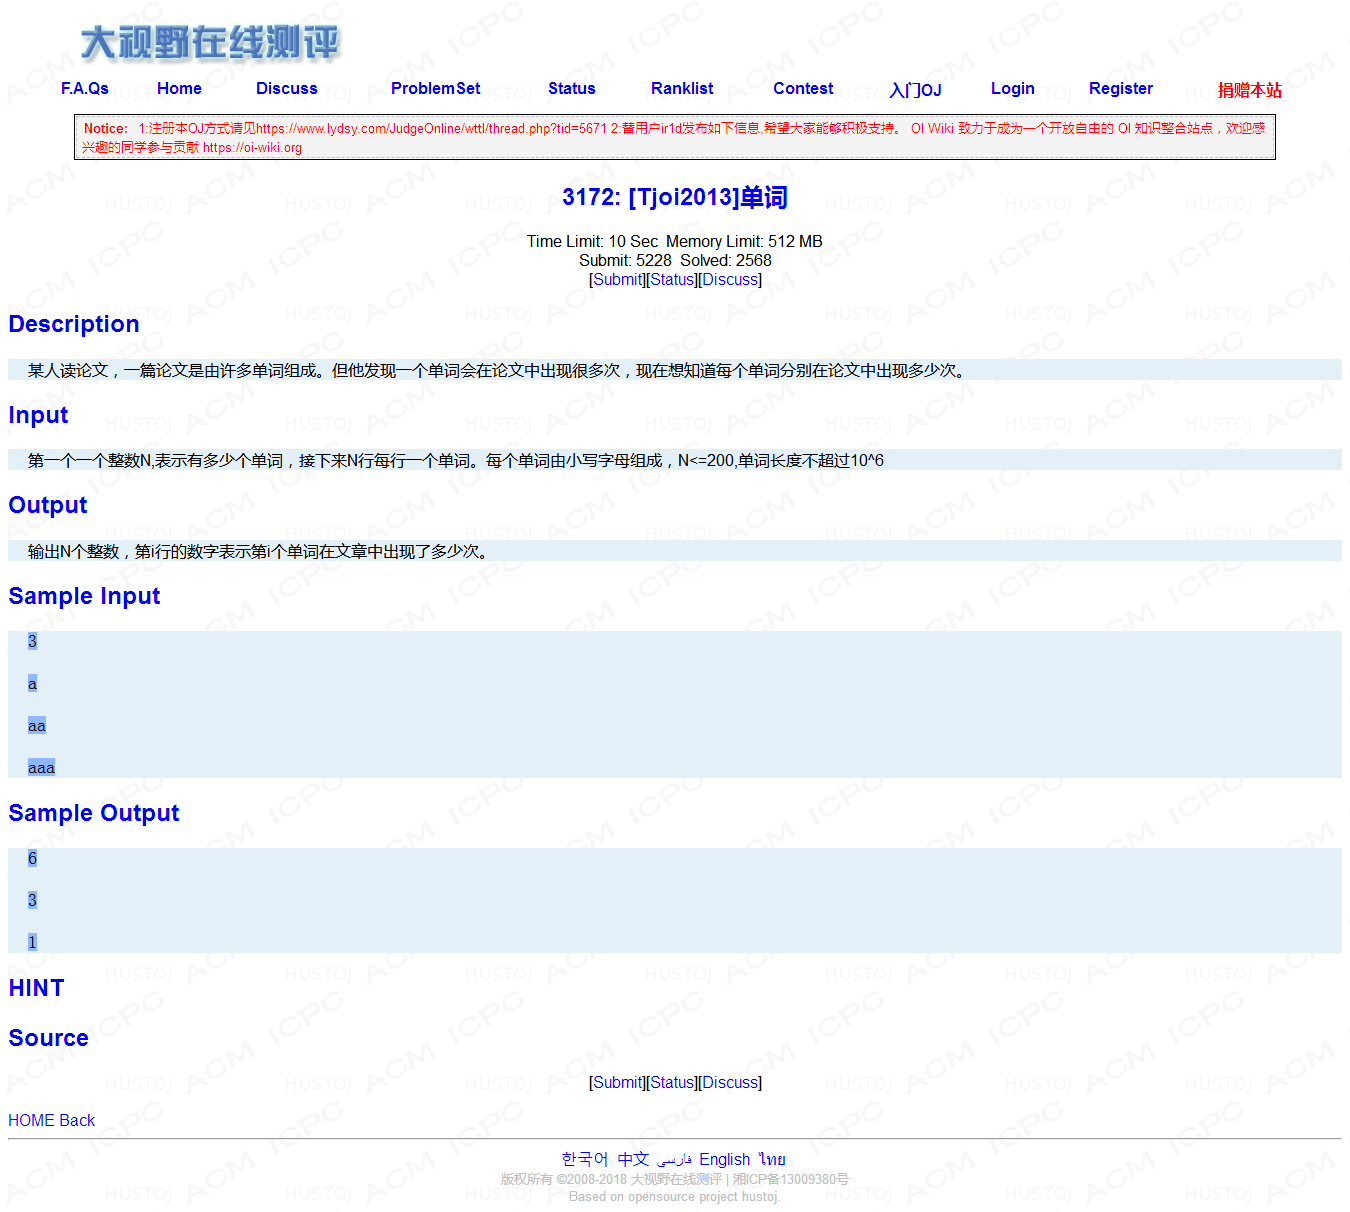 大视野在线测评
F.A.Qs Home Discuss ProblemSet Status Ranklist Contest 入门OJ Login Register 捐赠本站
Notice: 1:注册本OJ方式请见https://www.lydsy.com/JudgeOnline/wttl/thread.php?tid=5671 2:替用户ir1d发布如下信息,希望大家能够积极支持。 OI Wiki 致力于成为一个开放自由的 OI 知识整合站点，欢迎感
兴趣的同学参与贡献 https://oi-wiki.org
3172: [Tjoi2013]单词
Time Limit: 10 Sec  Memory Limit: 512 MB
Submit: 5228  Solved: 2568
[Submit][Status][Discuss]
Description
某人读论文，一篇论文是由许多单词组成。但他发现一个单词会在论文中出现很多次，现在想知道每个单词分别在论文中出现多少次。
Input
第一个一个整数N,表示有多少个单词，接下来N行每行一个单词。每个单词由小写字母组成，N<=200,单词长度不超过10^6
Output
输出N个整数，第i行的数字表示第i个单词在文章中出现了多少次。
Sample Input
3
a
aa
aaa
Sample Output
6
3
1
HINT
Source
[Submit][Status][Discuss]
HOME Back
한국어 中文 فارسی English ไทย
版权所有 ©2008-2018 大视野在线测评 | 湘ICP备13009380号
Based on opensource project hustoj.